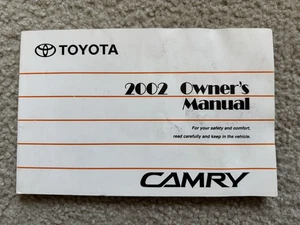 TOYOTA
2002 Owner's
Manual
For your safety and comfort,
read carefully and keep in the vehicle.
CAMRY